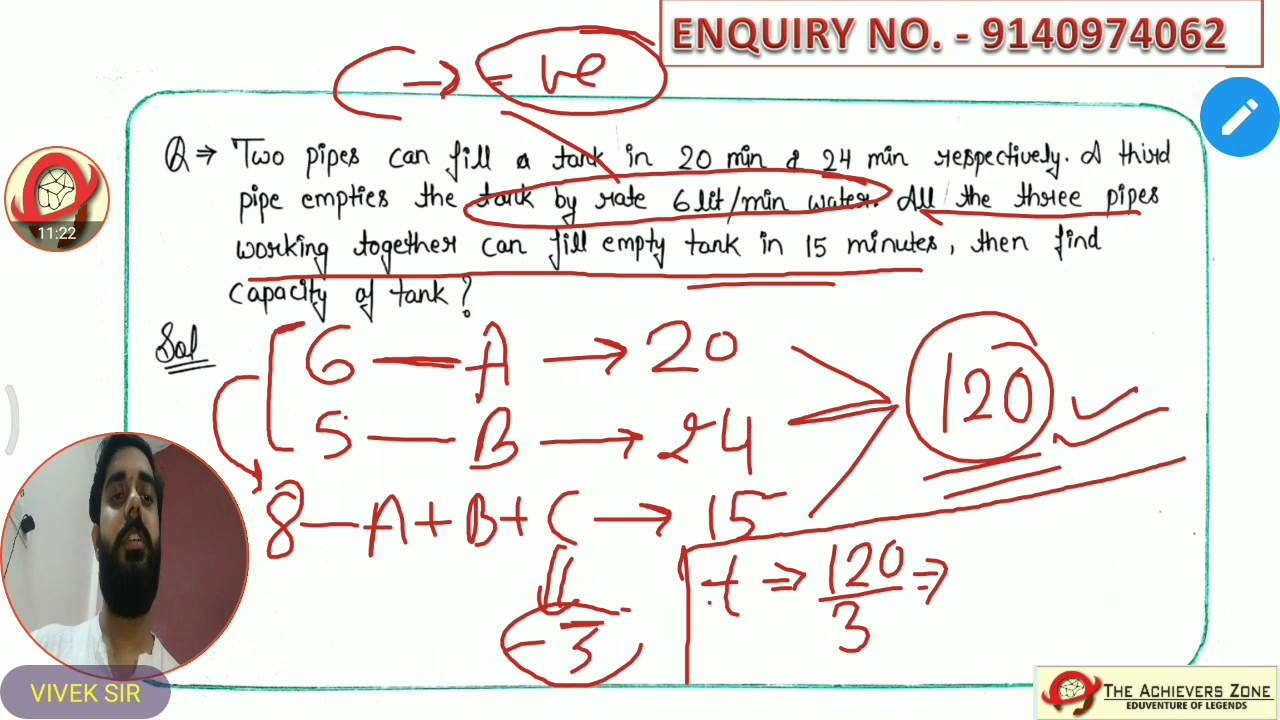 ENQUIRY NO. - 9140974062
→ - ve
Q ⇒ Two pipes can fill a tank in 20 min & 24 min respectively. A third
pipe empties the tank by rate 6 lit/min water. All the three pipes
working together can fill empty tank in 15 minutes, then find
capacity of tank?
11:22
Sol
6 — A → 20
120
5 — B → 24
8 — A + B + C → 15
-3
t ⇒ 120/3 ⇒
VIVEK SIR
THE ACHIEVERS ZONE
EDUVENTURE OF LEGENDS